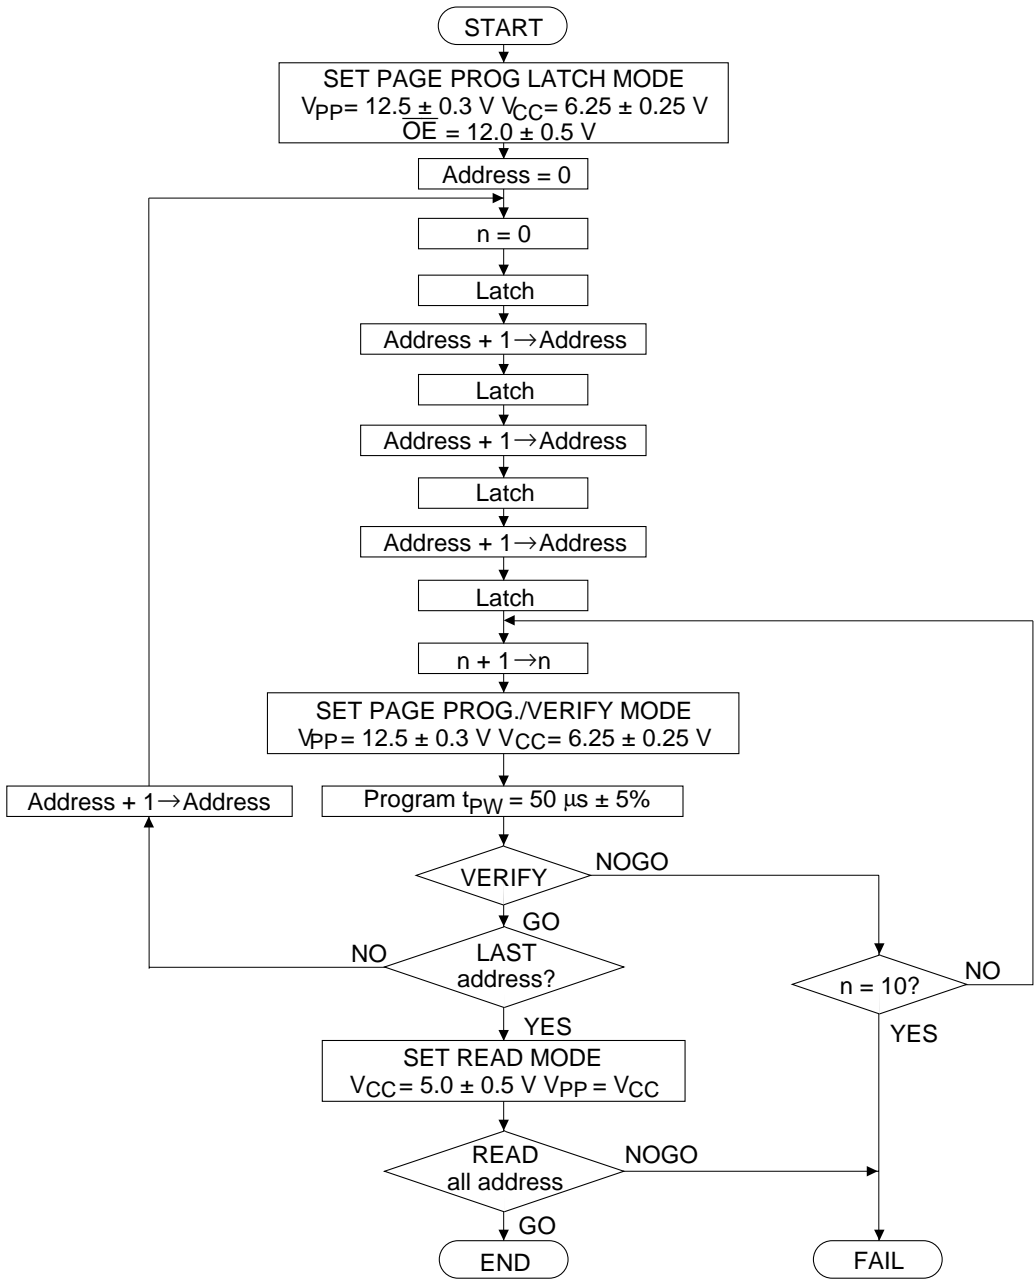 START
SET PAGE PROG LATCH MODE
VPP = 12.5 ± 0.3 V VCC = 6.25 ± 0.25 V
O̅E̅ = 12.0 ± 0.5 V
Address = 0
n = 0
Latch
Address + 1→Address
Latch
Address + 1→Address
Latch
Address + 1→Address
Latch
n + 1→n
SET PAGE PROG./VERIFY MODE
VPP = 12.5 ± 0.3 V VCC = 6.25 ± 0.25 V
Address + 1→Address
Program tPW = 50 µs ± 5%
VERIFY
NOGO
GO
LAST
address?
NO
n = 10?
NO
YES
YES
SET READ MODE
VCC = 5.0 ± 0.5 V VPP = VCC
READ
all address
NOGO
GO
END
FAIL